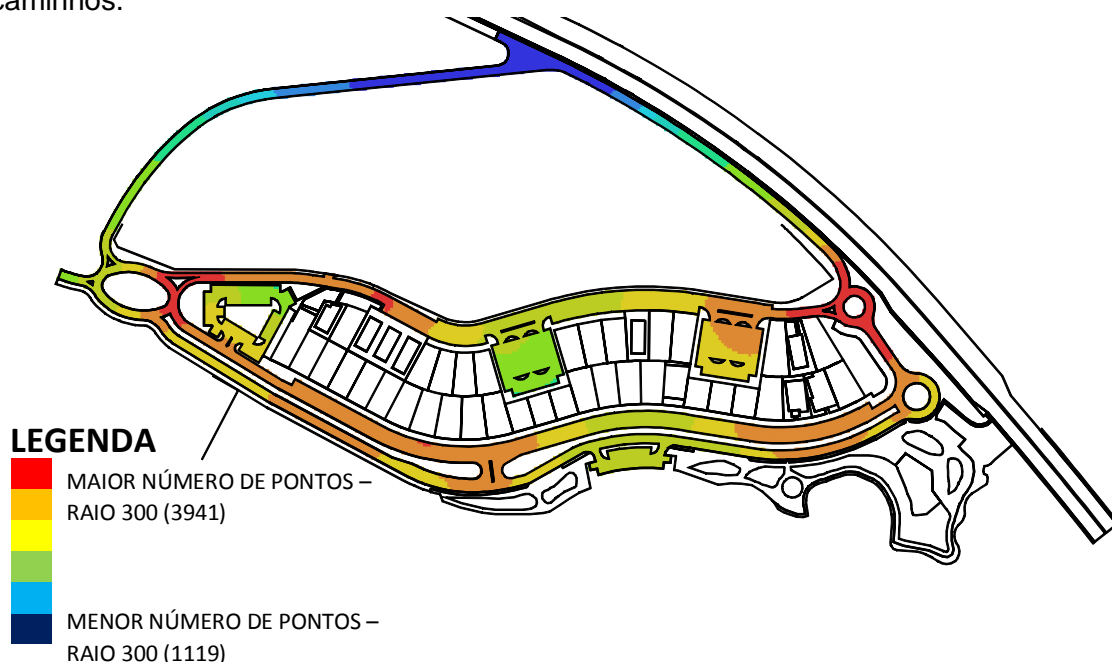 caminhos.
LEGENDA
MAIOR NÚMERO DE PONTOS –
RAIO 300 (3941)
MENOR NÚMERO DE PONTOS –
RAIO 300 (1119)